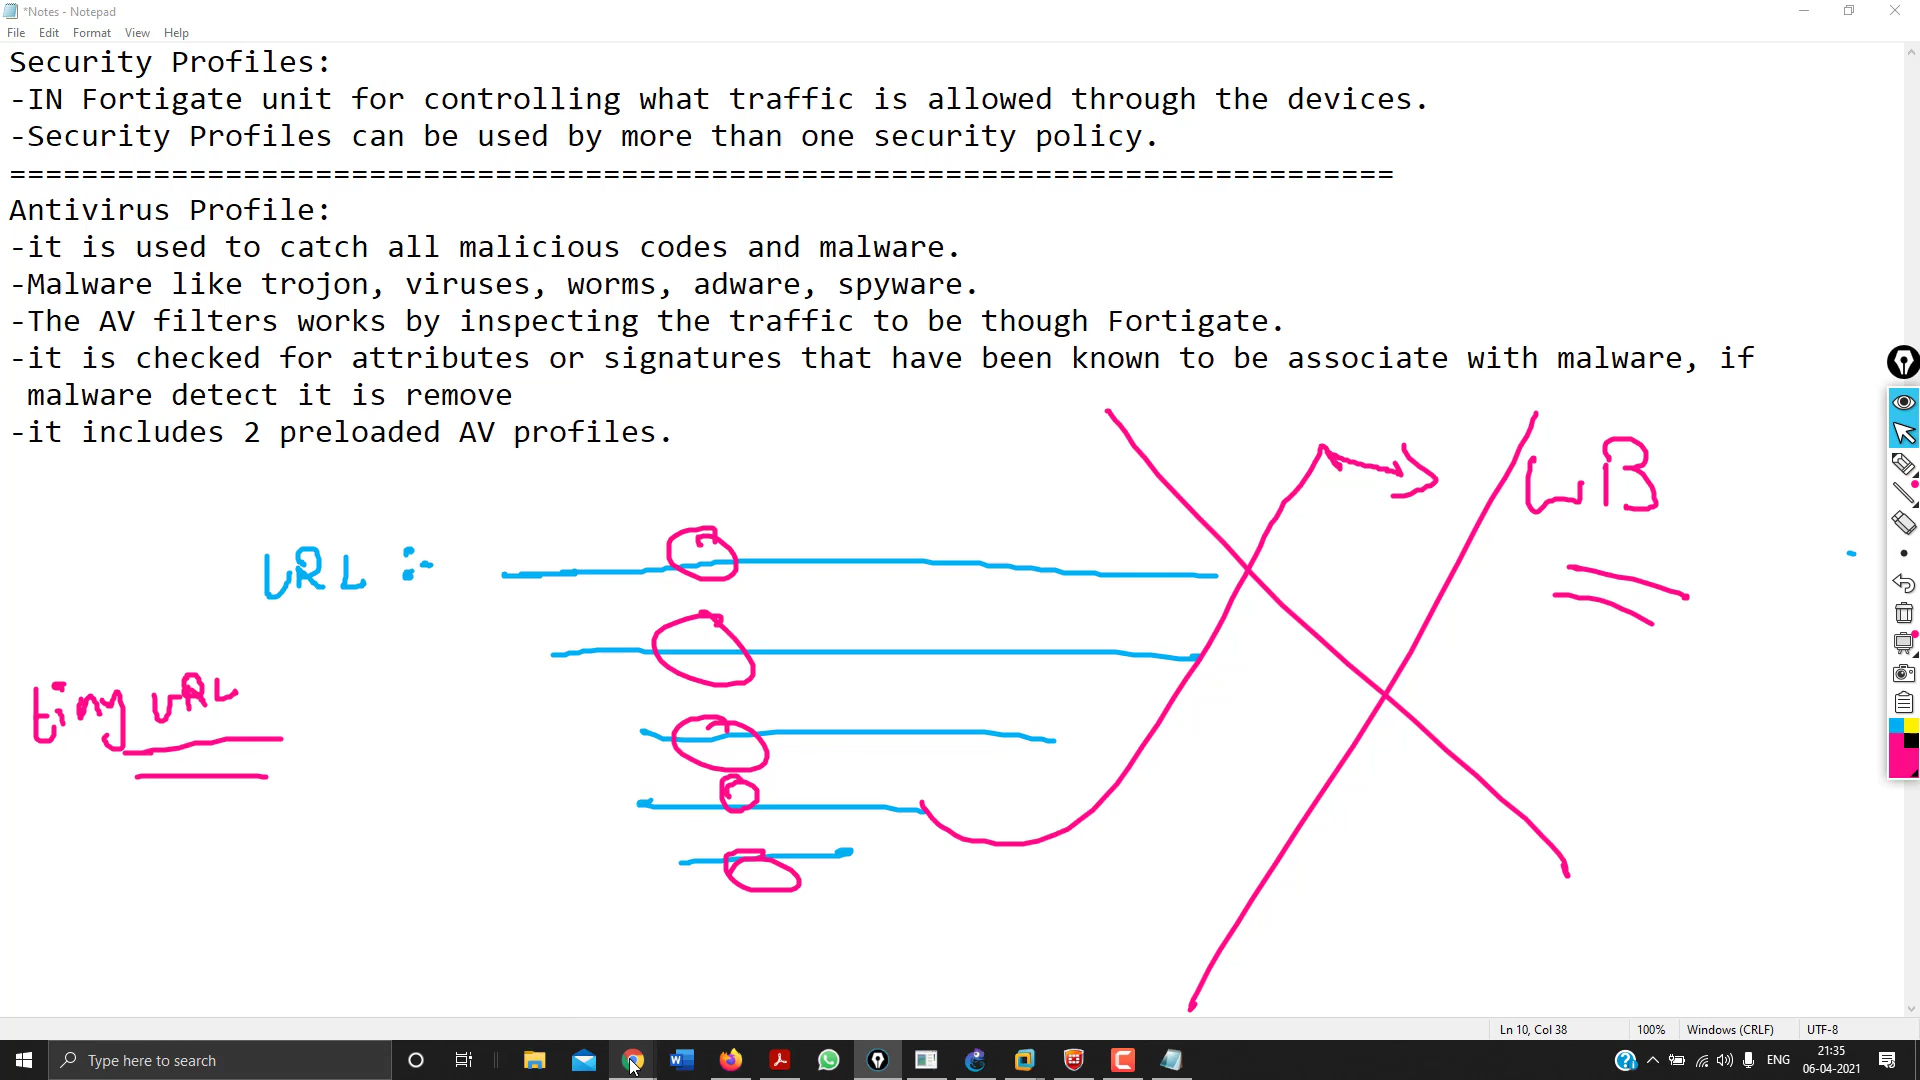 *Notes - Notepad
File Edit Format View Help
Security Profiles:
-IN Fortigate unit for controlling what traffic is allowed through the devices.
-Security Profiles can be used by more than one security policy.
=============================================================================
Antivirus Profile:
-it is used to catch all malicious codes and malware.
-Malware like trojon, viruses, worms, adware, spyware.
-The AV filters works by inspecting the traffic to be though Fortigate.
-it is checked for attributes or signatures that have been known to be associate with malware, if
malware detect it is remove
-it includes 2 preloaded AV profiles.
WB
URL :-
tiny URL
Ln 10, Col 38 100% Windows (CRLF) UTF-8
Type here to search
ENG
21:35
06-04-2021